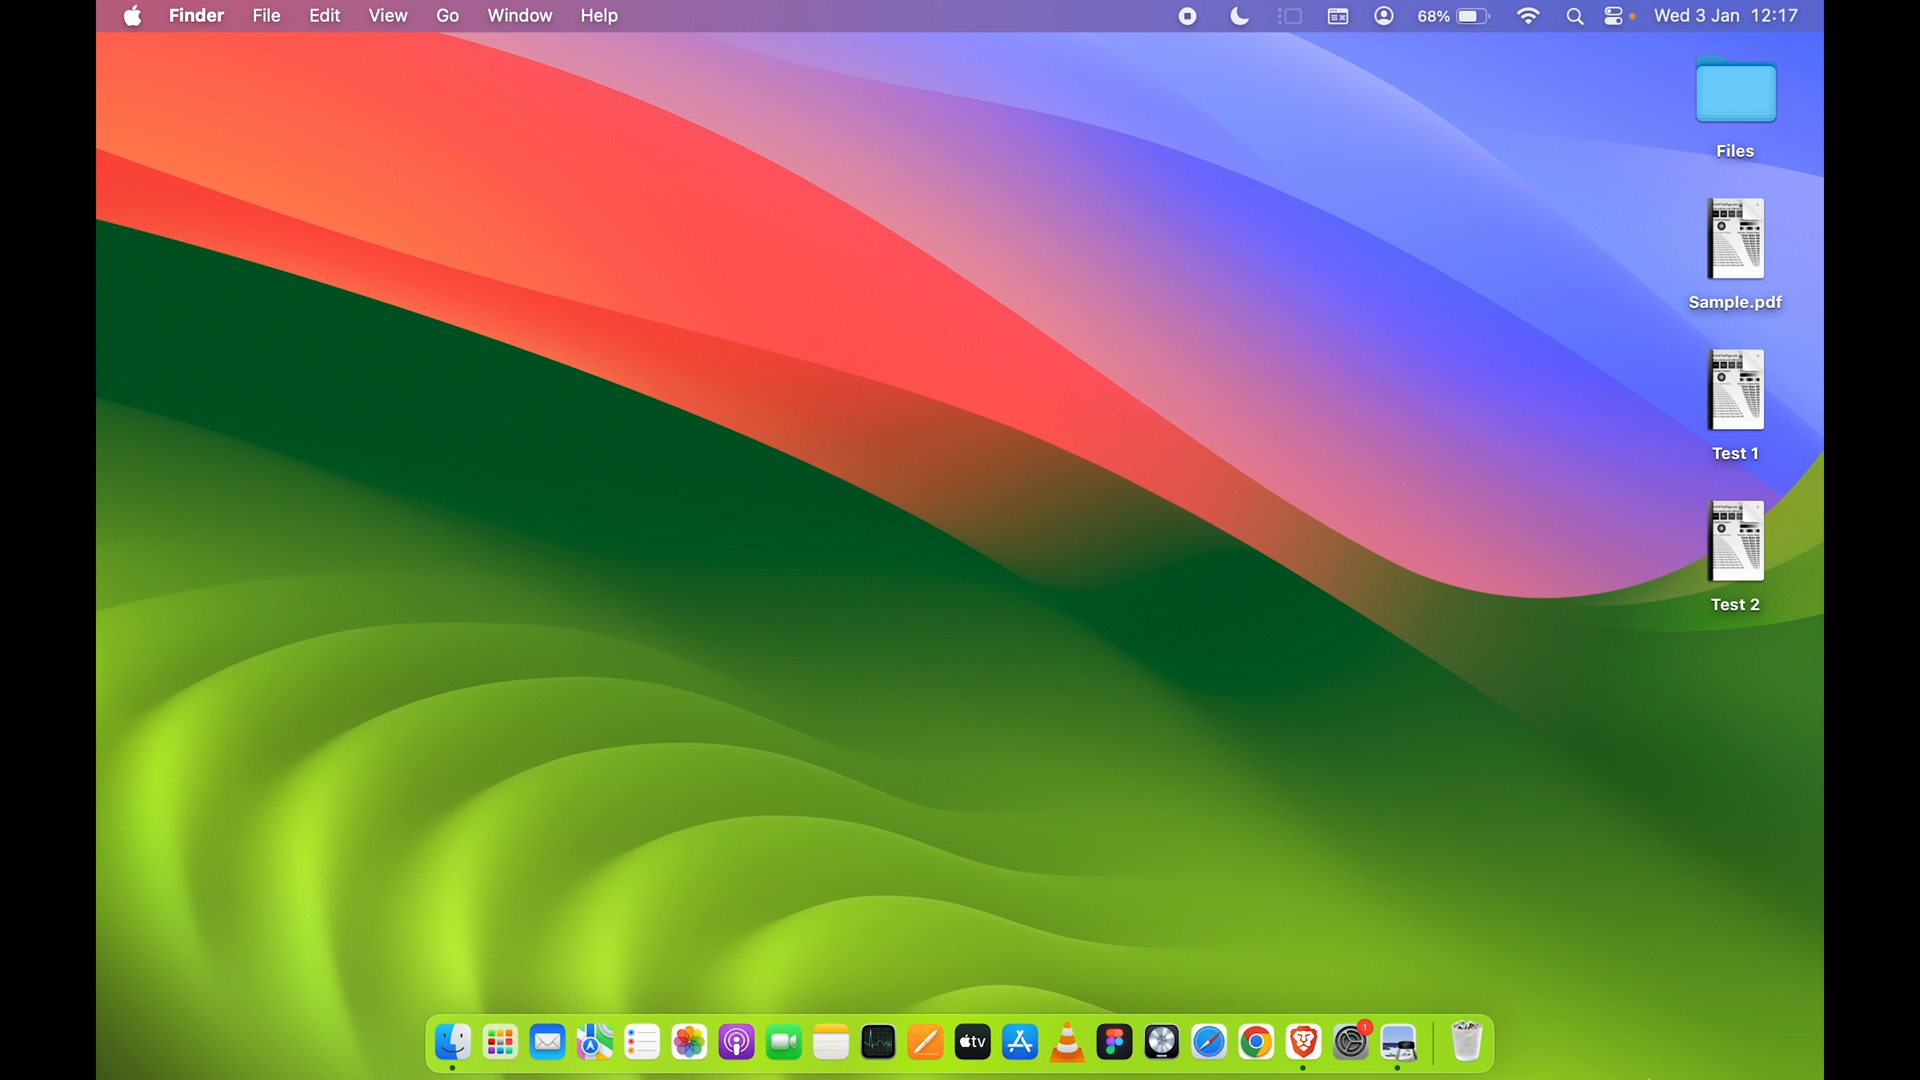 Finder File Edit View Go Window Help 68% Wed 3 Jan 12:17
Files
Sample.pdf
Test 1
Test 2
tv
1